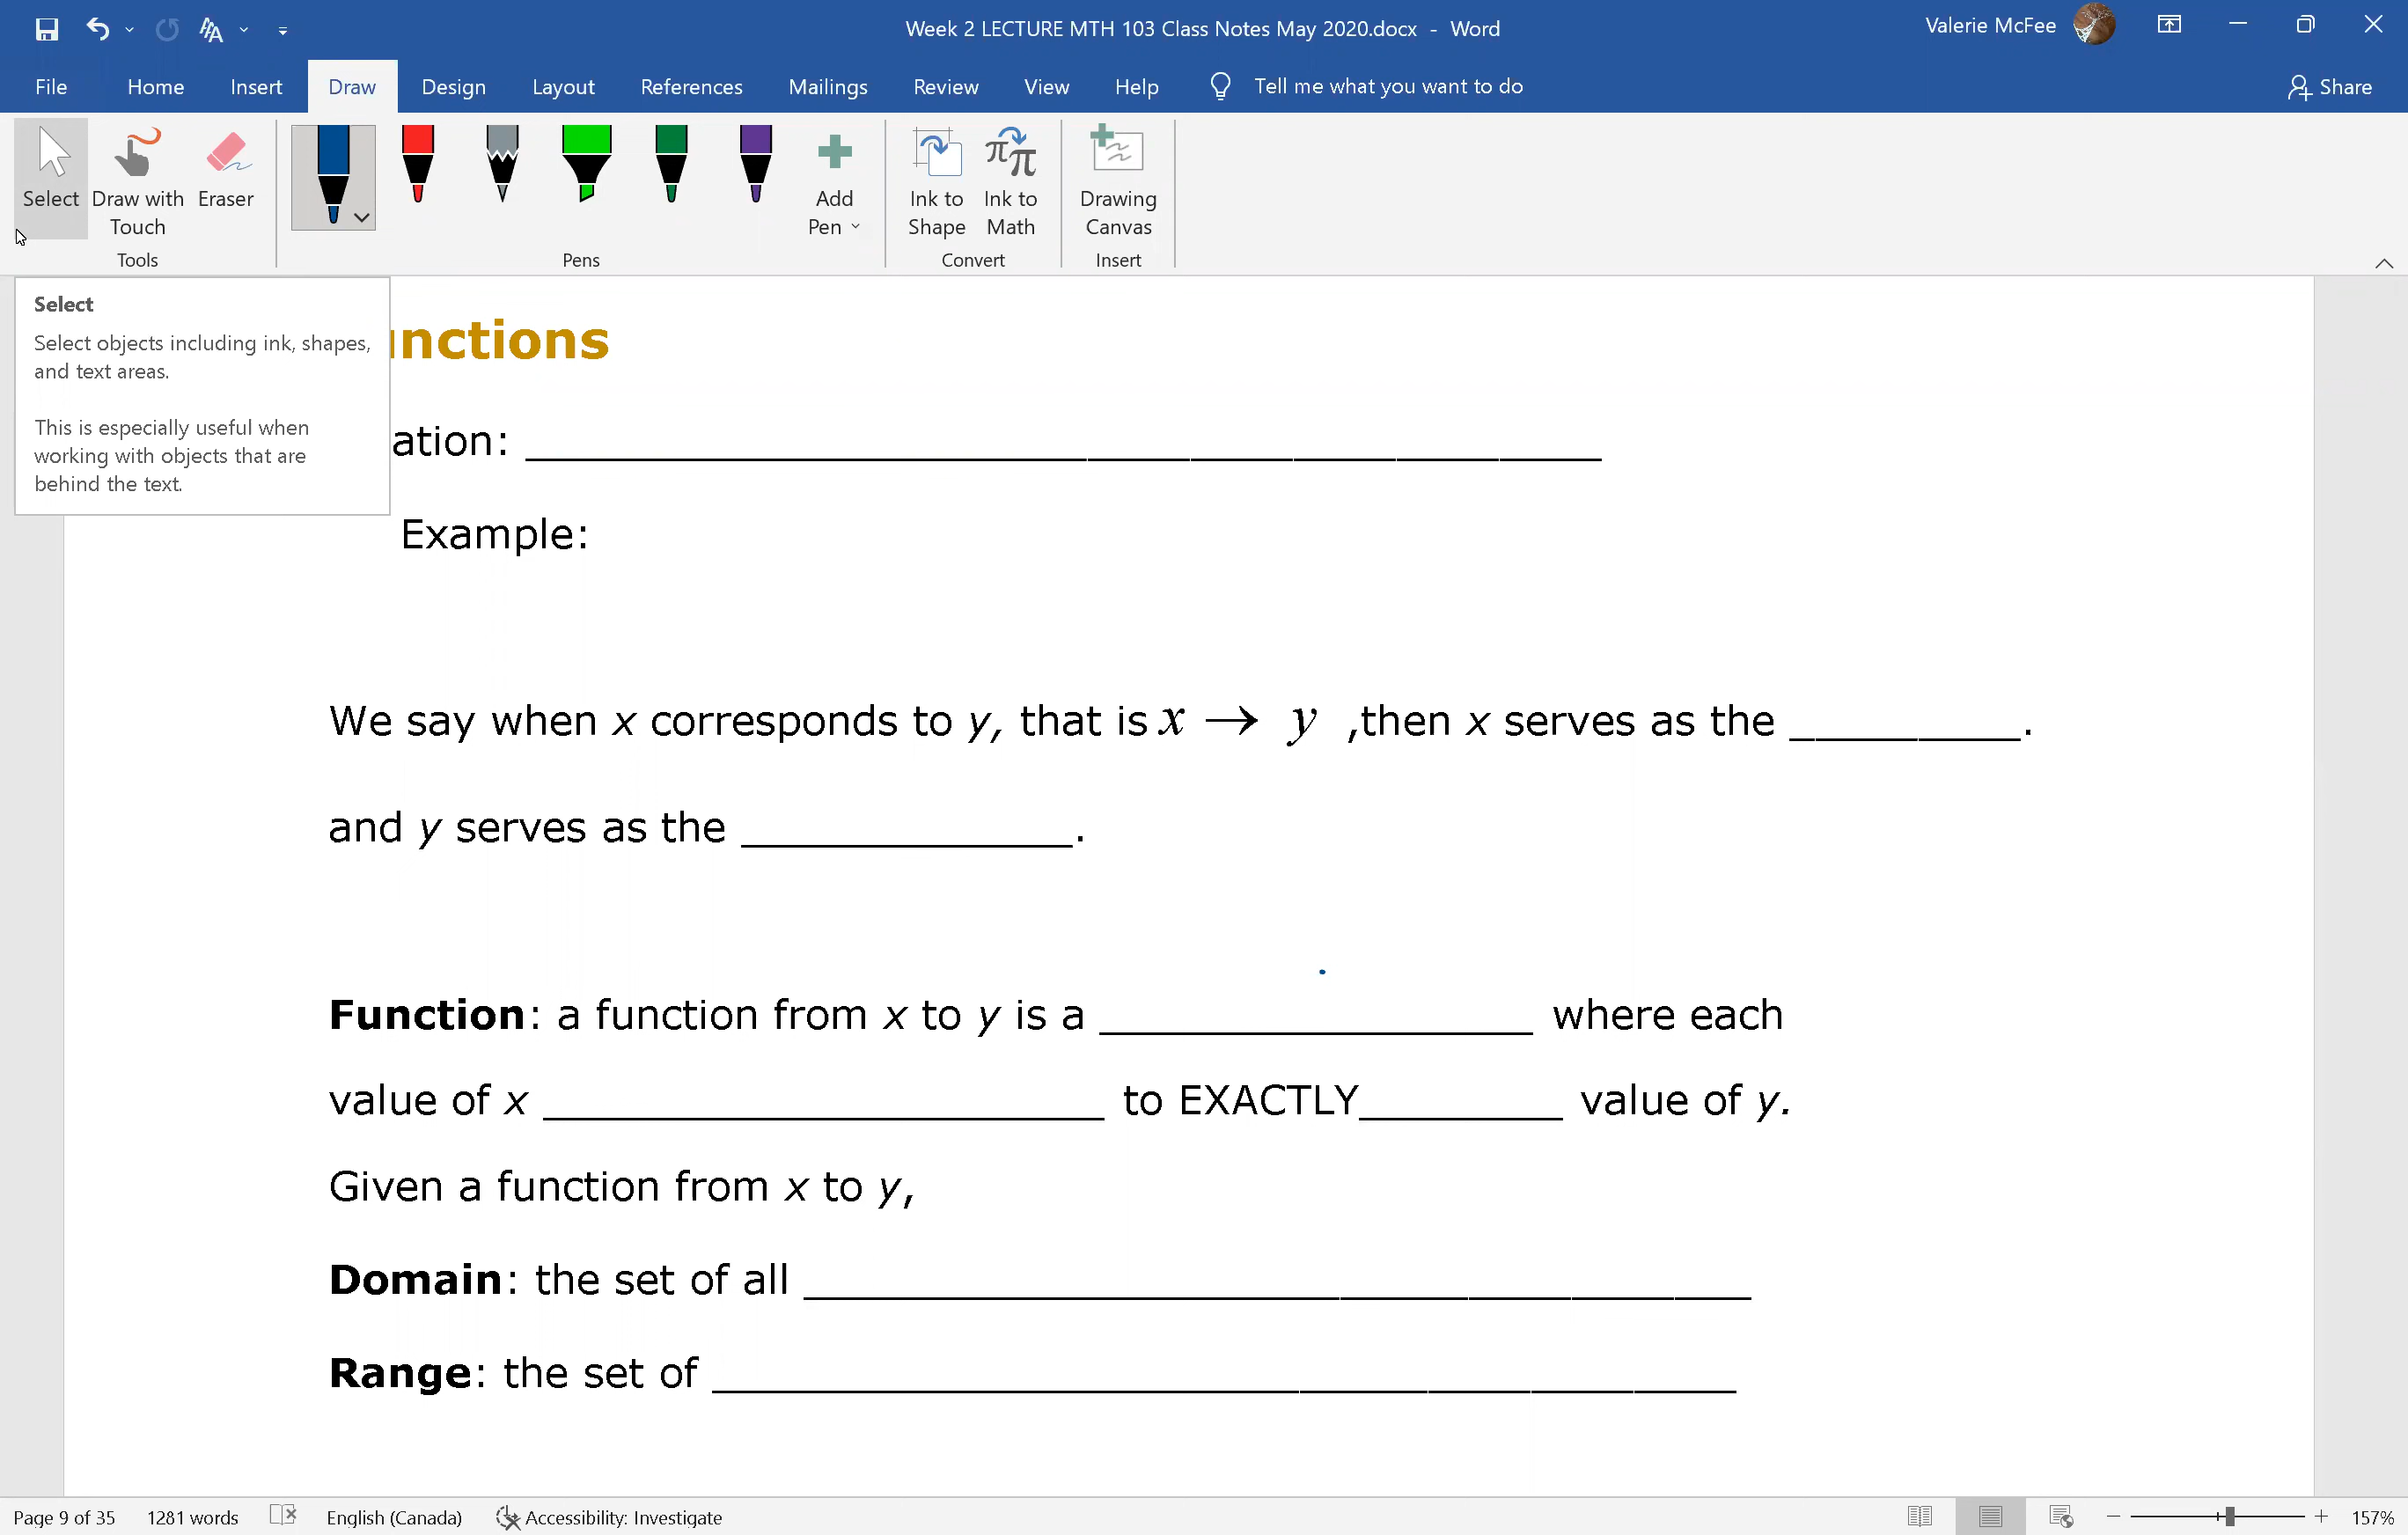 Week 2 LECTURE MTH 103 Class Notes May 2020.docx - Word
Valerie McFee
File Home Insert Draw Design Layout References Mailings Review View Help Tell me what you want to do Share
Select Draw with Touch Eraser Add Pen Ink to Shape Ink to Math Drawing Canvas
Tools Pens Convert Insert
Select
Select objects including ink, shapes,
and text areas.
This is especially useful when
working with objects that are
behind the text.
nctions
ation: ____________________
Example:
We say when x corresponds to y, that is x → y ,then x serves as the _________.
and y serves as the _____________.
Function: a function from x to y is a _________________ where each
value of x ______________________ to EXACTLY________ value of y.
Given a function from x to y,
Domain: the set of all _____________________________________
Range: the set of ________________________________________
Page 9 of 35 1281 words English (Canada) Accessibility: Investigate 157%